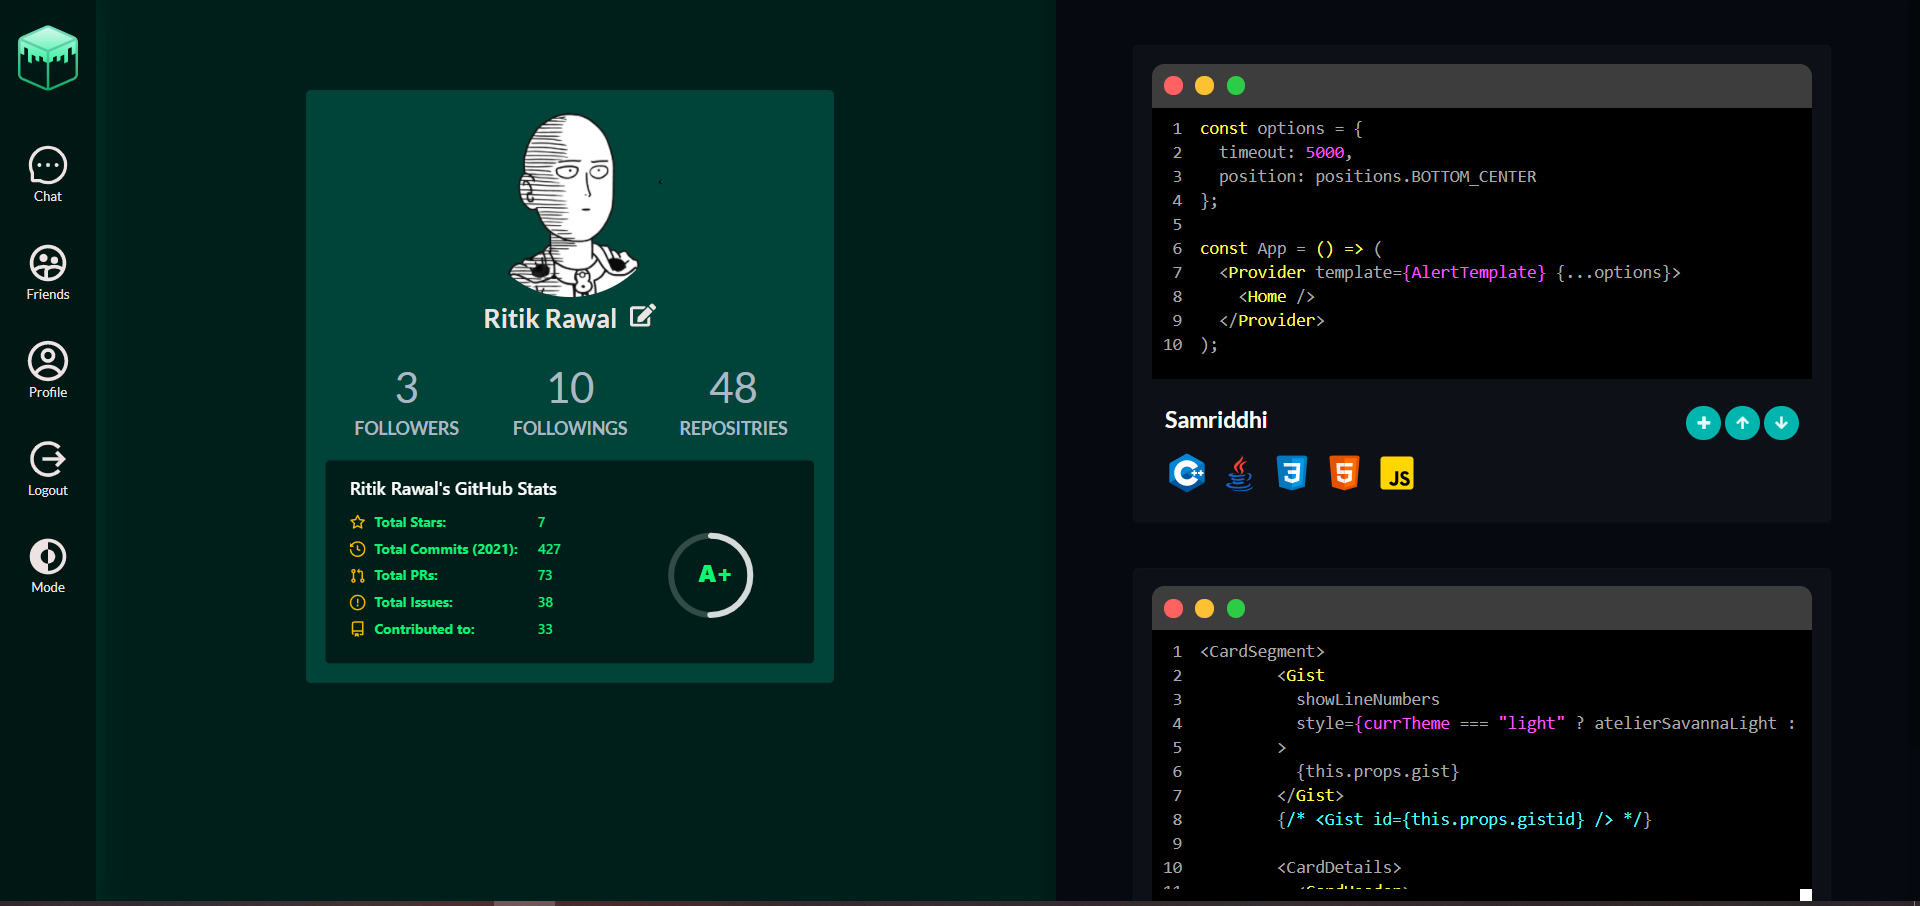 Chat
Friends
Profile
Logout
Mode
Ritik Rawal
3
FOLLOWERS
10
FOLLOWINGS
48
REPOSITRIES
Ritik Rawal's GitHub Stats
Total Stars: 7
Total Commits (2021): 427
Total PRs: 73
Total Issues: 38
Contributed to: 33
A+
1 const options = {
2   timeout: 5000,
3   position: positions.BOTTOM_CENTER
4 };
5
6 const App = () => (
7   <Provider template={AlertTemplate} {...options}>
8     <Home />
9   </Provider>
10 );
Samriddhi
C++
3
5
JS
1 <CardSegment>
2         <Gist
3           showLineNumbers
4           style={currTheme === "light" ? atelierSavannaLight :
5         >
6           {this.props.gist}
7         </Gist>
8         {/* <Gist id={this.props.gistid} /> */}
9
10         <CardDetails>